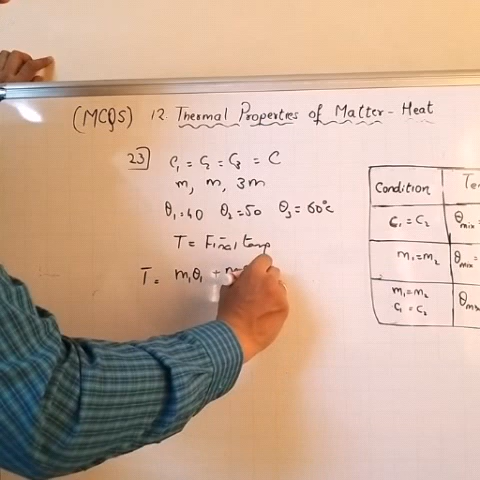 (MCQS) 12. Thermal Properties of Matter - Heat
23] C₁ = C₂ = C₃ = C
m, m, 3m
θ₁=40 θ₂=50 θ₃=60°c
T = Final temp
T = m₁θ₁ +
Condition
C₁ = C₂ θmix =
m₁=m₂ θmix =
m₁=m₂
C₁ = C₂
θmix